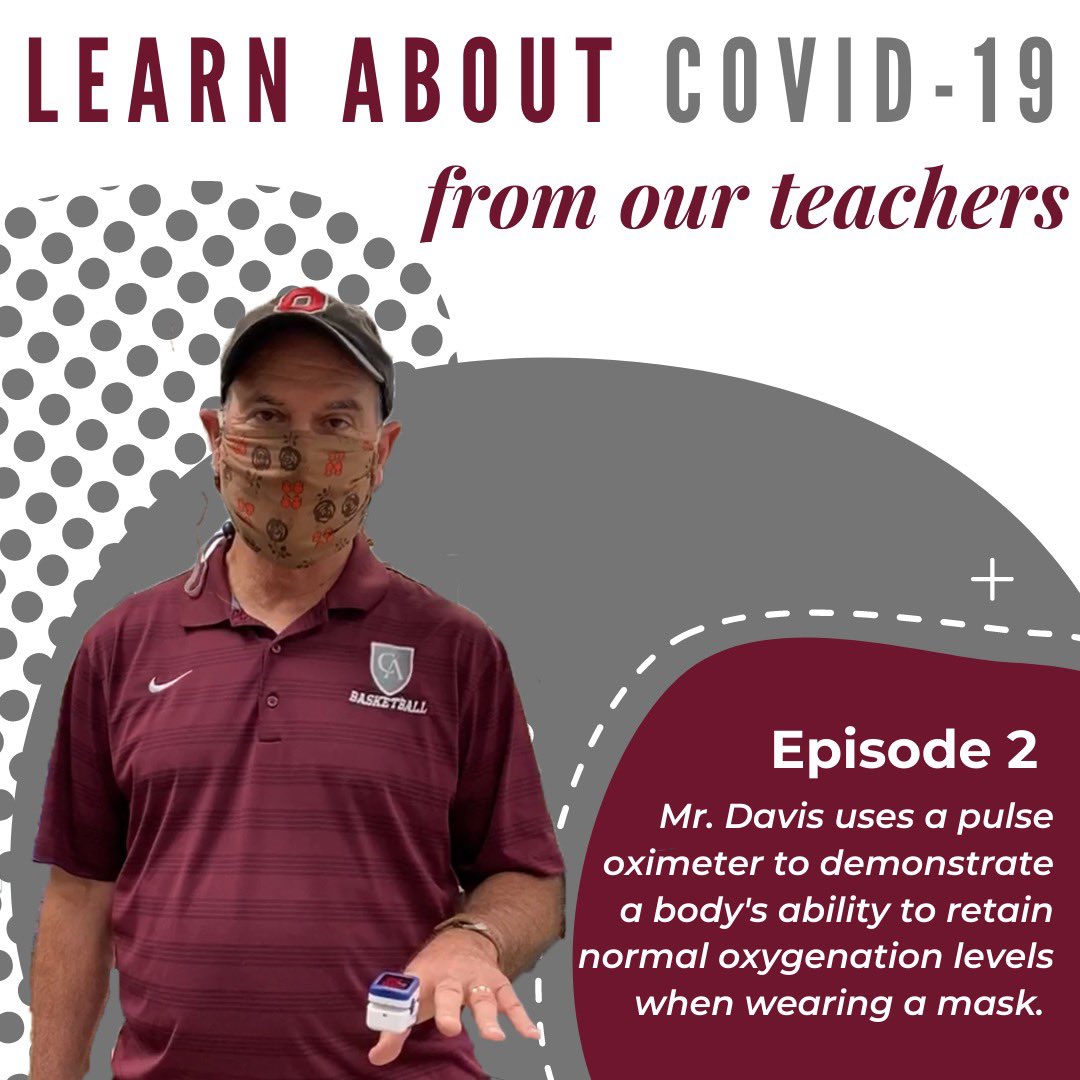 LEARN ABOUT COVID-19
from our teachers
O
CA
BASKETBALL
Episode 2
Mr. Davis uses a pulse
oximeter to demonstrate
a body's ability to retain
normal oxygenation levels
when wearing a mask.